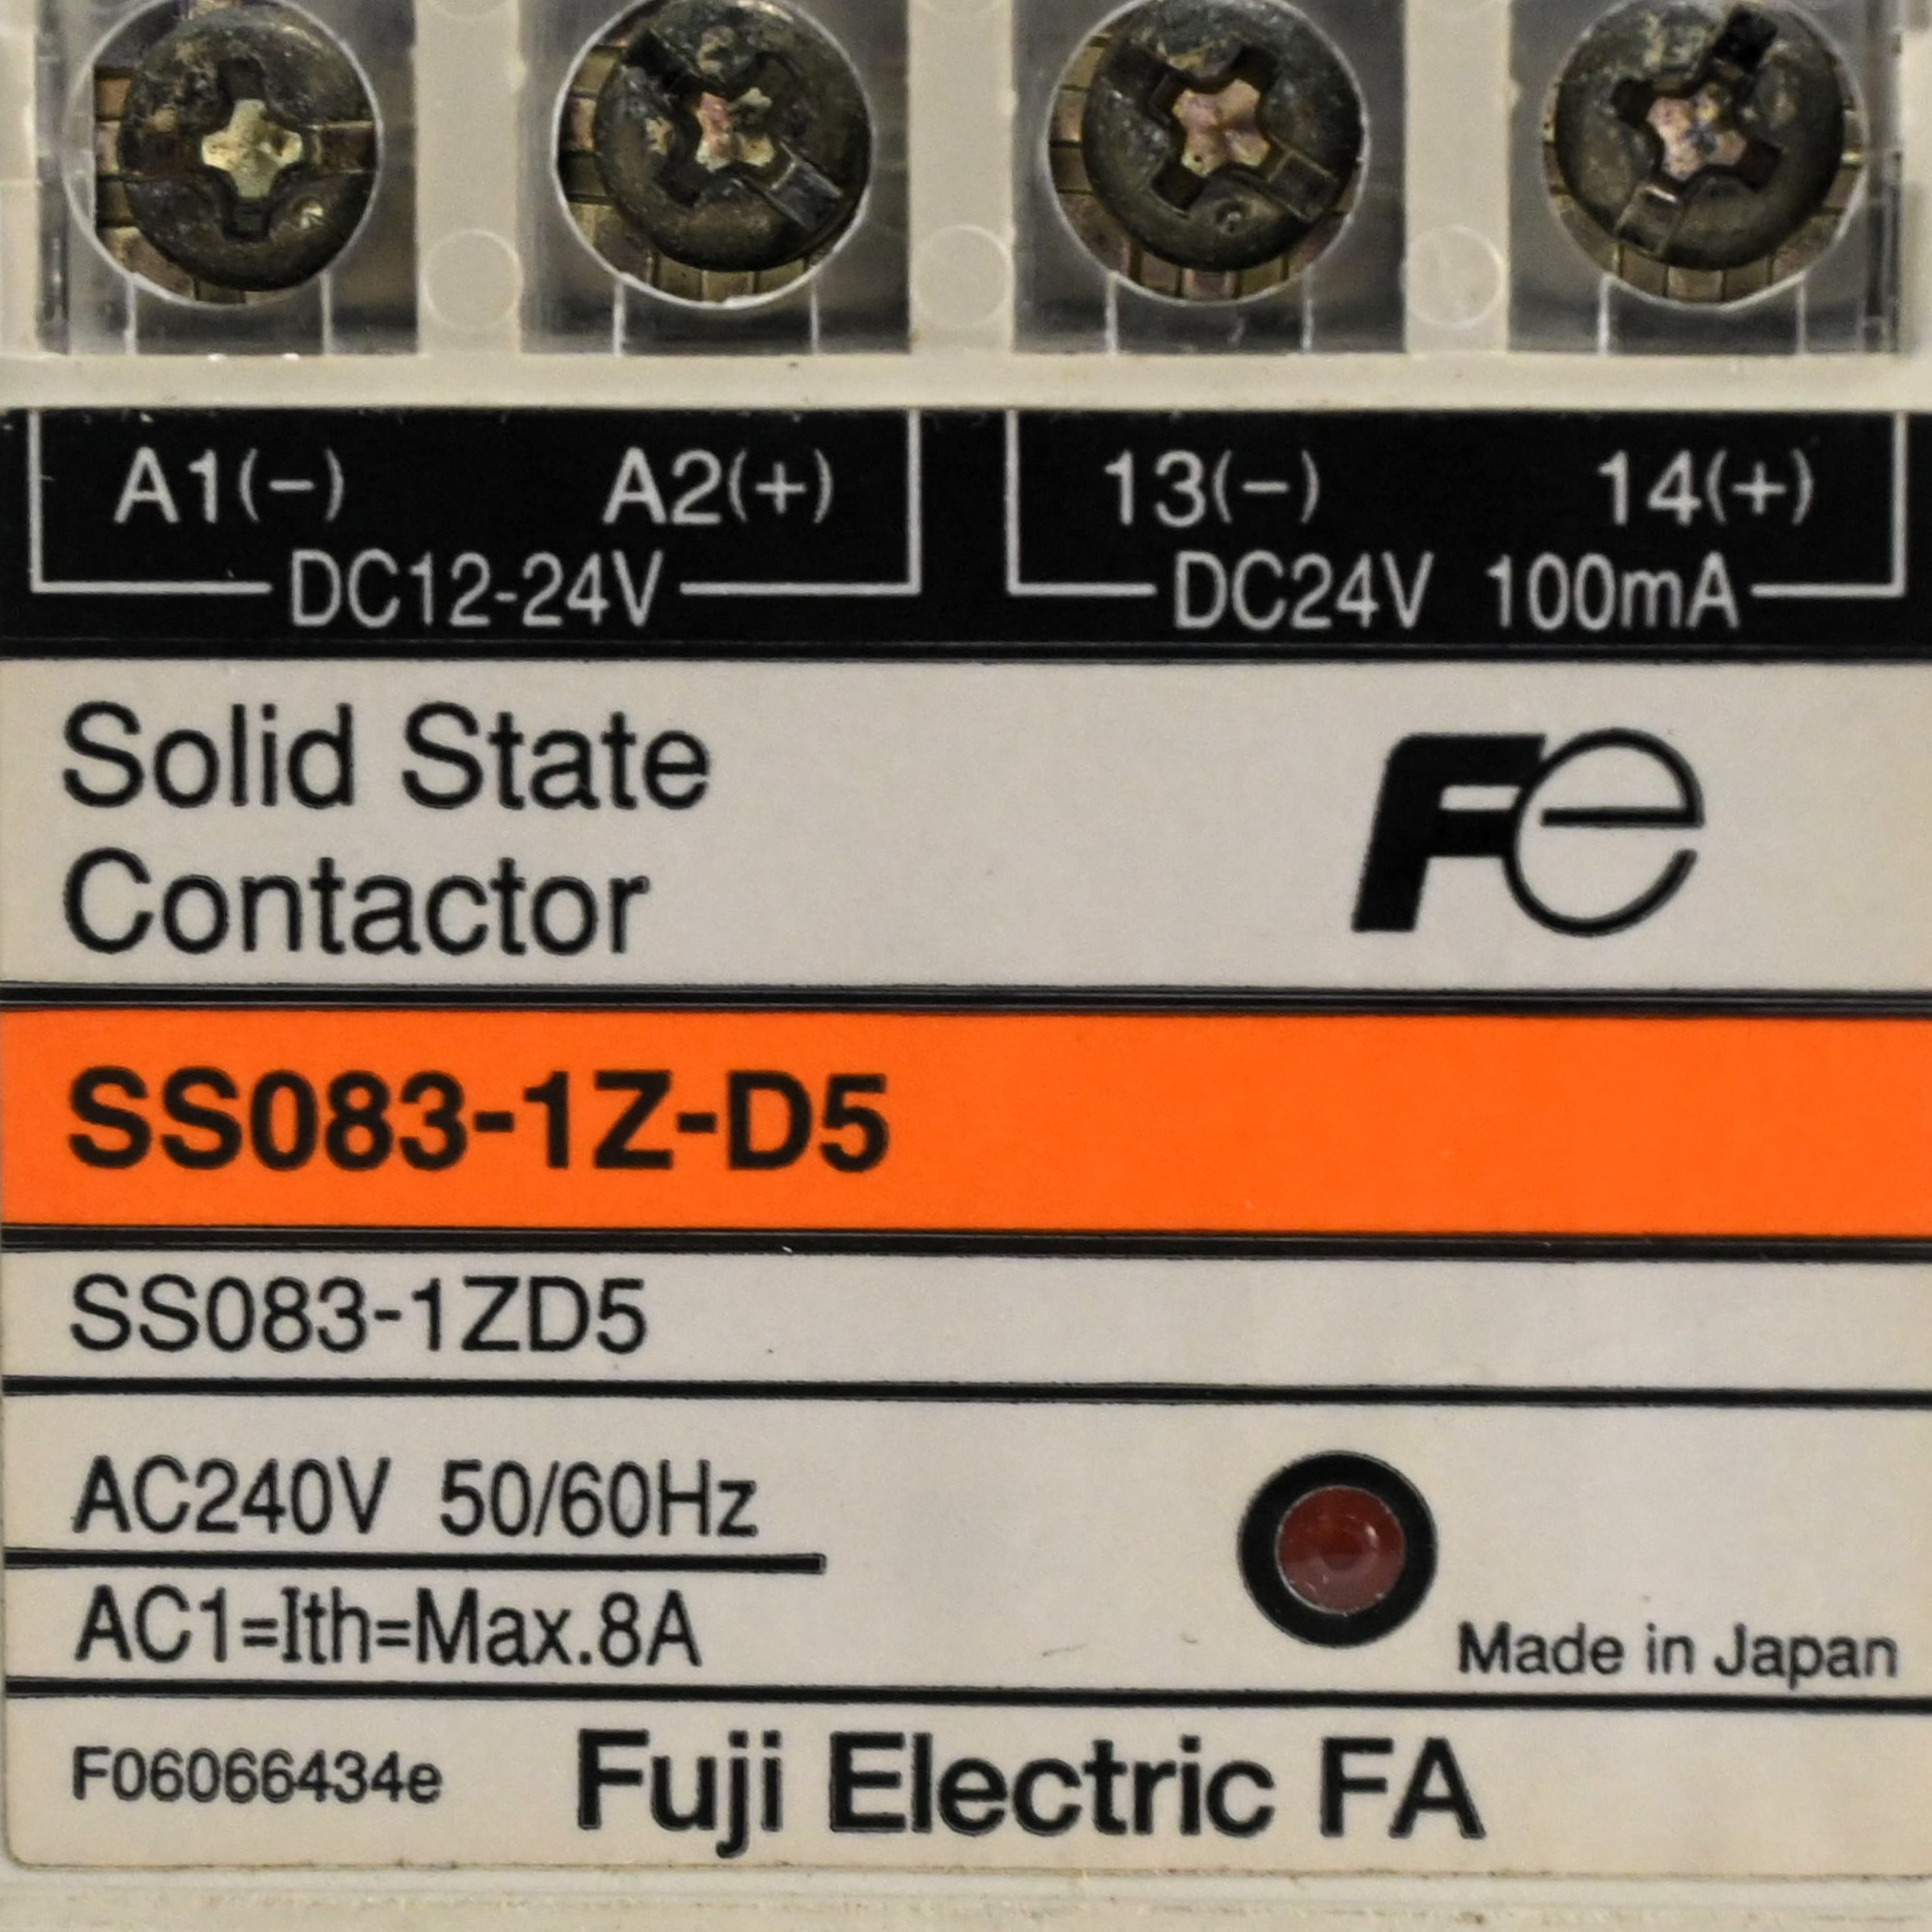 A1(−) A2(+) 13(−) 14(+)
DC12-24V DC24V 100mA
Solid State
Contactor
Fe
SS083-1Z-D5
SS083-1ZD5
AC240V 50/60Hz
AC1=Ith=Max.8A
Made in Japan
F06066434e Fuji Electric FA